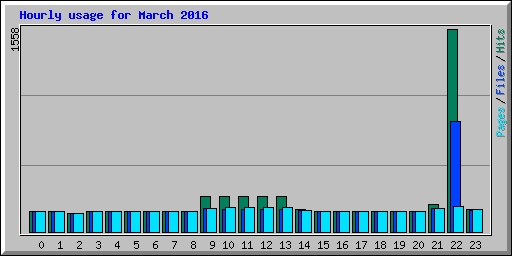 Hourly usage for March 2016
1558
Pages/Files/Hits
0 1 2 3 4 5 6 7 8 9 10 11 12 13 14 15 16 17 18 19 20 21 22 23